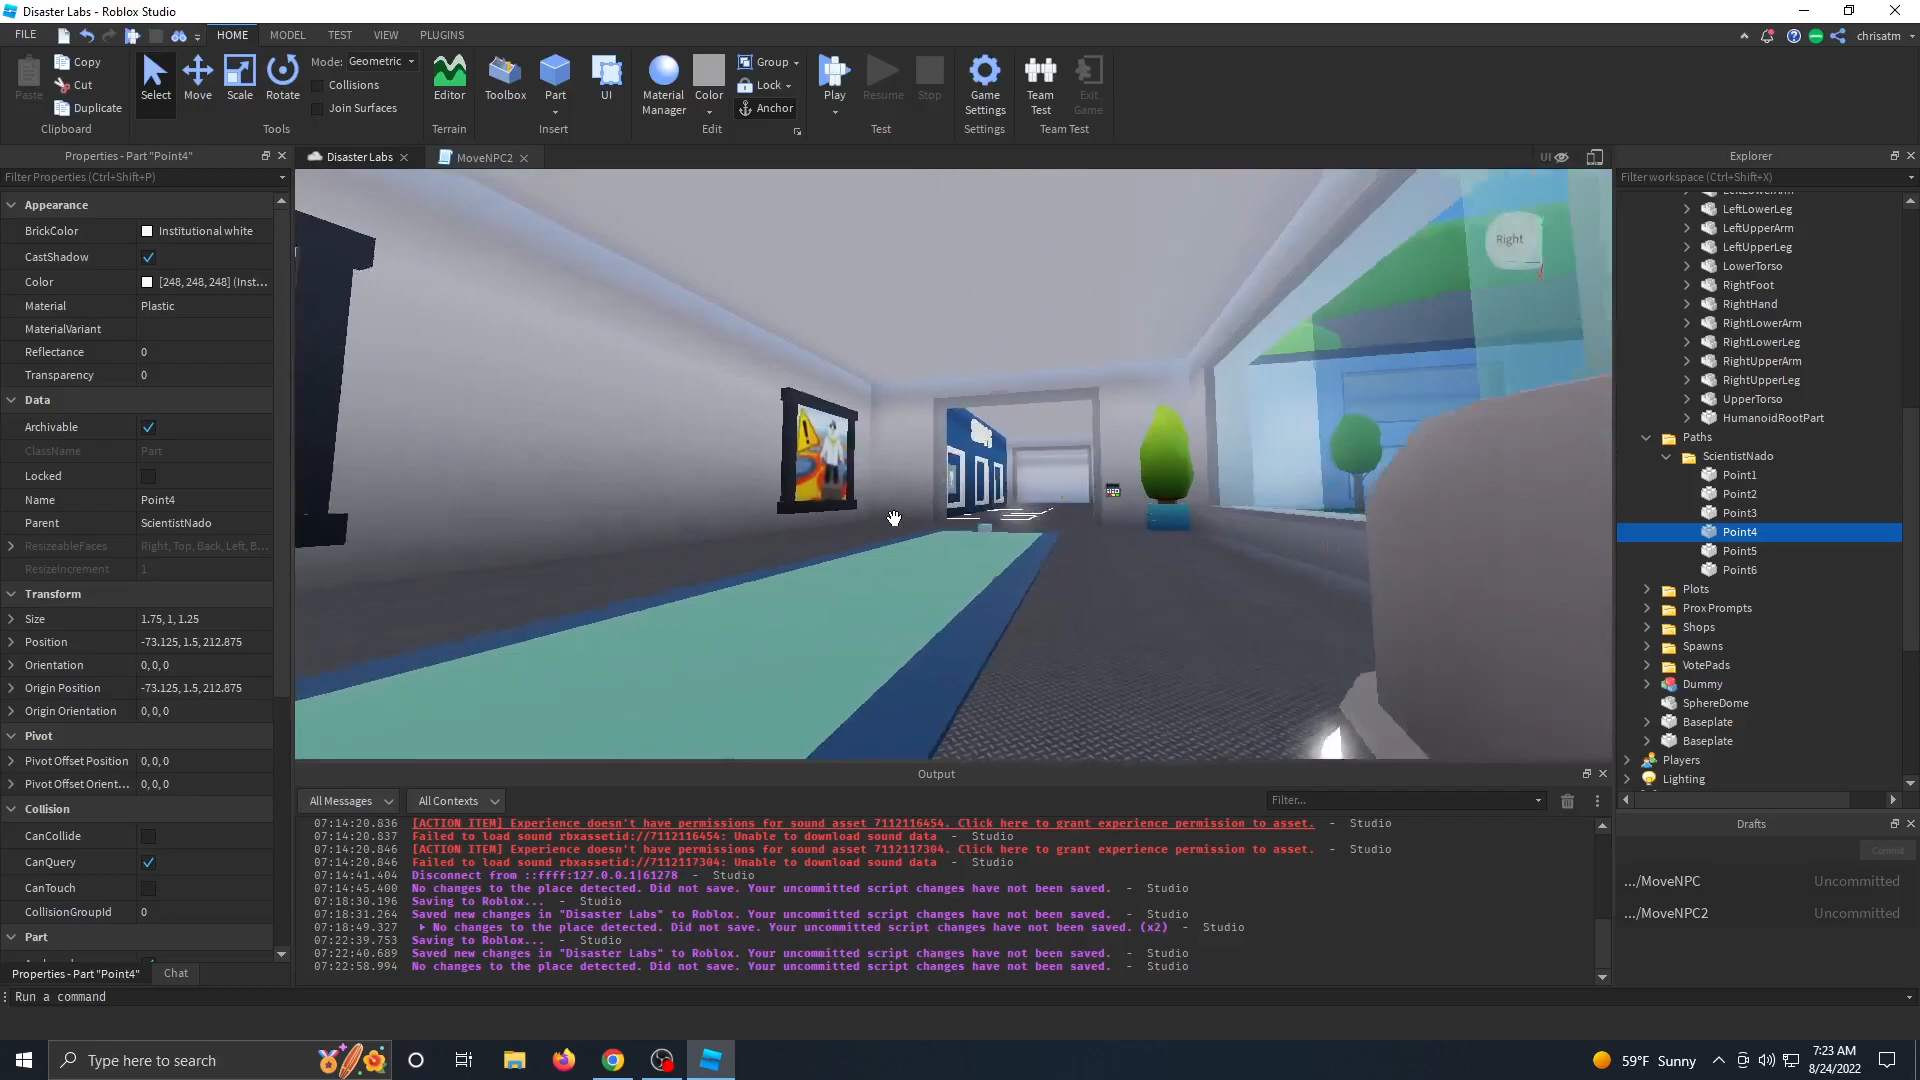 Disaster Labs - Roblox Studio
FILE
HOME
MODEL
TEST
VIEW
PLUGINS
chrisatm
Paste
Copy
Cut
Duplicate
Clipboard
Select
Move
Scale
Rotate
Mode: Geometric
Collisions
Join Surfaces
Tools
Editor
Terrain
Toolbox
Part
UI
Insert
Material Manager
Color
Group
Lock
Anchor
Edit
Play
Resume
Stop
Test
Game Settings
Settings
Team Test
Exit Game
Team Test
Properties - Part "Point4"
Filter Properties (Ctrl+Shift+P)
Appearance
BrickColor Institutional white
CastShadow
Color [248, 248, 248] (Inst...
Material Plastic
MaterialVariant
Reflectance 0
Transparency 0
Data
Archivable
ClassName Part
Locked
Name Point4
Parent ScientistNado
ResizeableFaces Right, Top, Back, Left, B...
ResizeIncrement 1
Transform
Size 1.75, 1, 1.25
Position -73.125, 1.5, 212.875
Orientation 0, 0, 0
Origin Position -73.125, 1.5, 212.875
Origin Orientation 0, 0, 0
Pivot
Pivot Offset Position 0, 0, 0
Pivot Offset Orient... 0, 0, 0
Collision
CanCollide
CanQuery
CanTouch
CollisionGroupId 0
Part
Properties - Part "Point4"
Chat
Disaster Labs
MoveNPC2
UI
Right
Output
All Messages
All Contexts
Filter...
07:14:20.836 [ACTION ITEM] Experience doesn't have permissions for sound asset 7112116454. Click here to grant experience permission to asset. - Studio
07:14:20.846 Failed to load sound rbxassetid://7112116454: Unable to download sound data - Studio
07:14:20.846 [ACTION ITEM] Experience doesn't have permissions for sound asset 7112117304. Click here to grant experience permission to asset. - Studio
07:14:20.846 Failed to load sound rbxassetid://7112117304: Unable to download sound data - Studio
07:14:41.404 Disconnect from ::ffff:127.0.0.1|61278 - Studio
07:14:45.400 No changes to the place detected. Did not save. Your uncommitted script changes have not been saved. - Studio
07:18:30.196 Saving to Roblox... - Studio
07:18:31.264 Saved new changes in "Disaster Labs" to Roblox. Your uncommitted script changes have not been saved. - Studio
07:18:49.327 No changes to the place detected. Did not save. Your uncommitted script changes have not been saved. (x2) - Studio
07:22:39.753 Saving to Roblox... - Studio
07:22:40.689 Saved new changes in "Disaster Labs" to Roblox. Your uncommitted script changes have not been saved. - Studio
07:22:58.994 No changes to the place detected. Did not save. Your uncommitted script changes have not been saved. - Studio
Explorer
Filter workspace (Ctrl+Shift+X)
LeftLowerArm
LeftLowerLeg
LeftUpperArm
LeftUpperLeg
LowerTorso
RightFoot
RightHand
RightLowerArm
RightLowerLeg
RightUpperArm
RightUpperLeg
UpperTorso
HumanoidRootPart
Paths
ScientistNado
Point1
Point2
Point3
Point4
Point5
Point6
Plots
ProxPrompts
Shops
Spawns
VotePads
Dummy
SphereDome
Baseplate
Baseplate
Players
Lighting
Drafts
Commit
.../MoveNPC Uncommitted
.../MoveNPC2 Uncommitted
Run a command
Type here to search
59°F Sunny
7:23 AM
8/24/2022